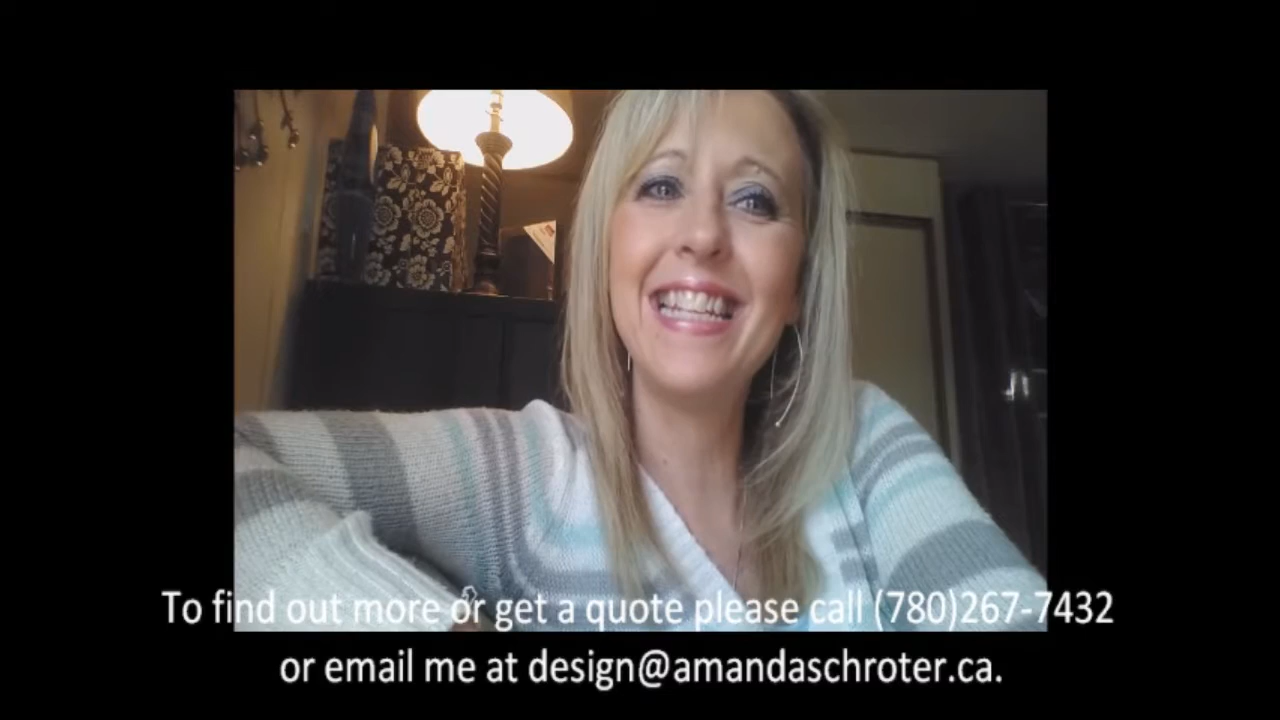 To find out more or get a quote please call (780)267-7432
or email me at design@amandaschroter.ca.